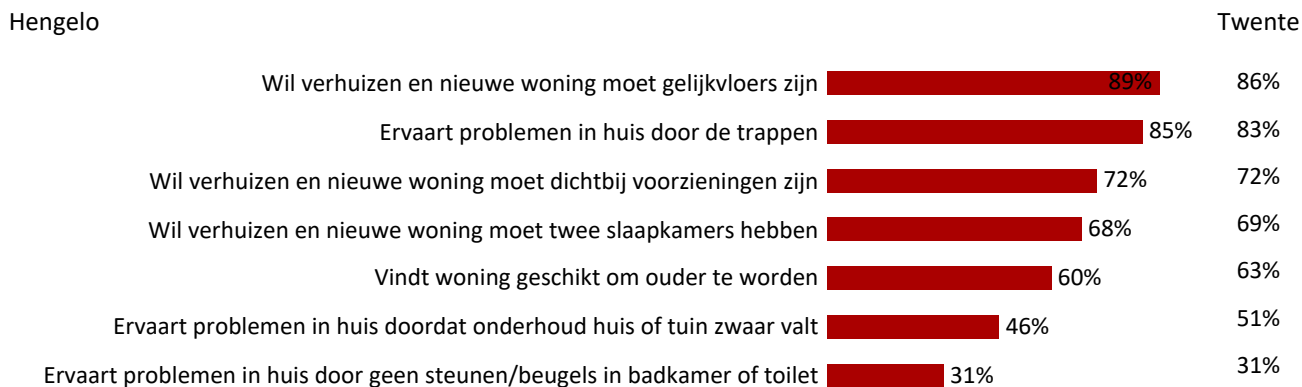 Hengelo Twente
Wil verhuizen en nieuwe woning moet gelijkvloers zijn 89% 86%
Ervaart problemen in huis door de trappen 85% 83%
Wil verhuizen en nieuwe woning moet dichtbij voorzieningen zijn 72% 72%
Wil verhuizen en nieuwe woning moet twee slaapkamers hebben 68% 69%
Vindt woning geschikt om ouder te worden 60% 63%
Ervaart problemen in huis doordat onderhoud huis of tuin zwaar valt 46% 51%
Ervaart problemen in huis door geen steunen/beugels in badkamer of toilet 31% 31%